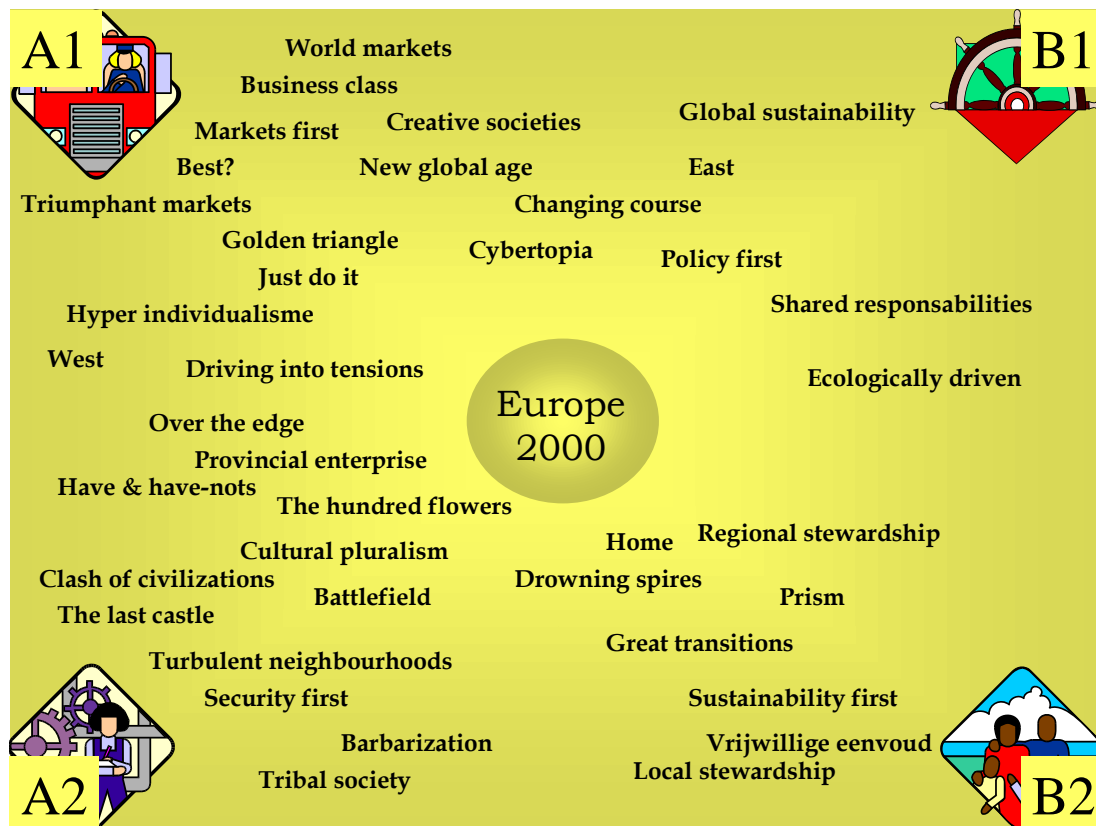 A1
B1
World markets
Business class
Global sustainability
Creative societies
Markets first
Best?
New global age
East
Triumphant markets
Changing course
Golden triangle
Cybertopia
Policy first
Just do it
Shared responsabilities
Hyper individualisme
West
Driving into tensions
Ecologically driven
Europe
2000
Over the edge
Provincial enterprise
Have & have-nots
The hundred flowers
Regional stewardship
Home
Cultural pluralism
Clash of civilizations
Drowning spires
Battlefield
Prism
The last castle
Great transitions
Turbulent neighbourhoods
Security first
Sustainability first
Barbarization
Vrijwillige eenvoud
Local stewardship
Tribal society
A2
B2